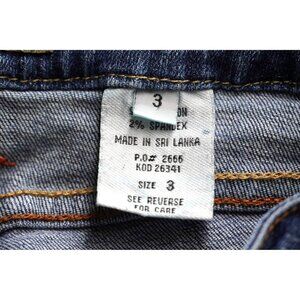 3
2% SPANDEX
MADE IN SRI LANKA
P.O# 2666
KOD 26341
SIZE 3
SEE REVERSE
FOR CARE